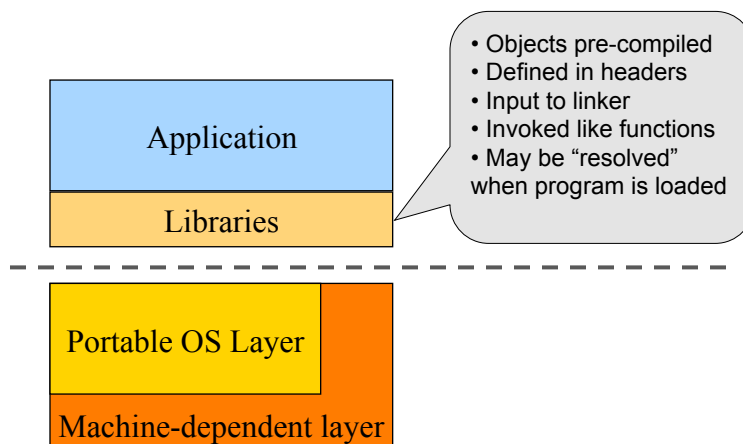 • Objects pre-compiled
• Defined in headers
• Input to linker
• Invoked like functions
• May be “resolved”
when program is loaded
Application
Libraries
Portable OS Layer
Machine-dependent layer